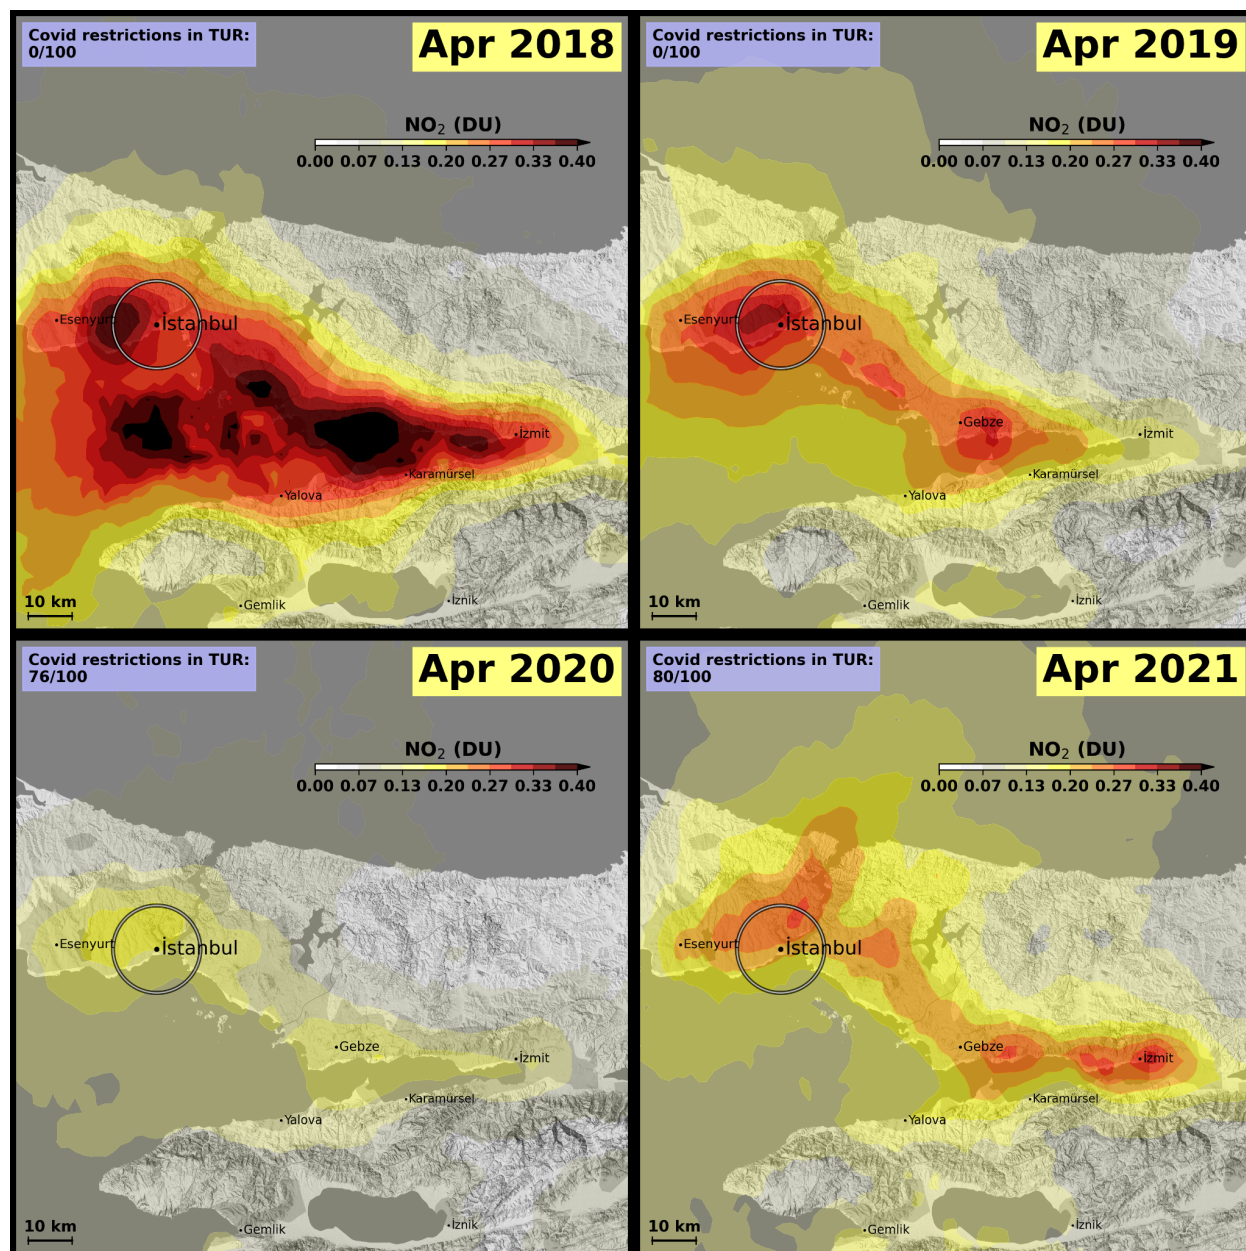 Covid restrictions in TUR:
0/100
Apr 2018
NO₂ (DU)
0.00 0.07 0.13 0.20 0.27 0.33 0.40
Esenyurt
İstanbul
İzmit
Karamürsel
Yalova
Gemlik
İznik
10 km
Covid restrictions in TUR:
0/100
Apr 2019
NO₂ (DU)
0.00 0.07 0.13 0.20 0.27 0.33 0.40
Esenyurt
İstanbul
Gebze
İzmit
Karamürsel
Yalova
Gemlik
İznik
10 km
Covid restrictions in TUR:
76/100
Apr 2020
NO₂ (DU)
0.00 0.07 0.13 0.20 0.27 0.33 0.40
Esenyurt
İstanbul
Gebze
İzmit
Karamürsel
Yalova
Gemlik
İznik
10 km
Covid restrictions in TUR:
80/100
Apr 2021
NO₂ (DU)
0.00 0.07 0.13 0.20 0.27 0.33 0.40
Esenyurt
İstanbul
Gebze
İzmit
Karamürsel
Yalova
Gemlik
İznik
10 km